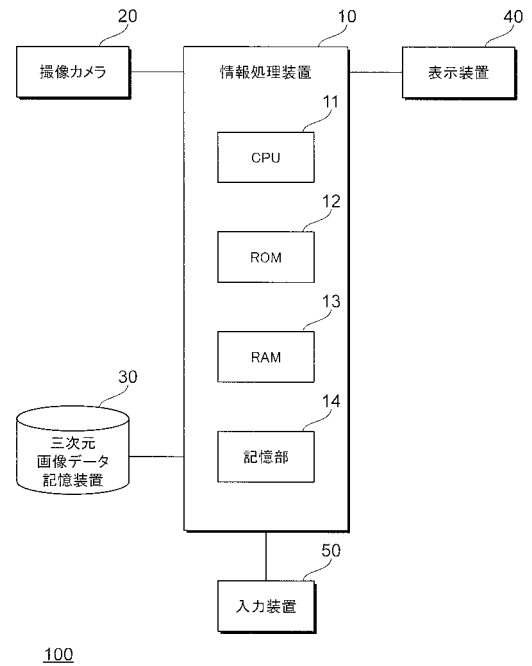 20
10
40
撮像カメラ
情報処理装置
表示装置
11
CPU
12
ROM
13
RAM
30
三次元
画像データ
記憶装置
14
記憶部
50
入力装置
100